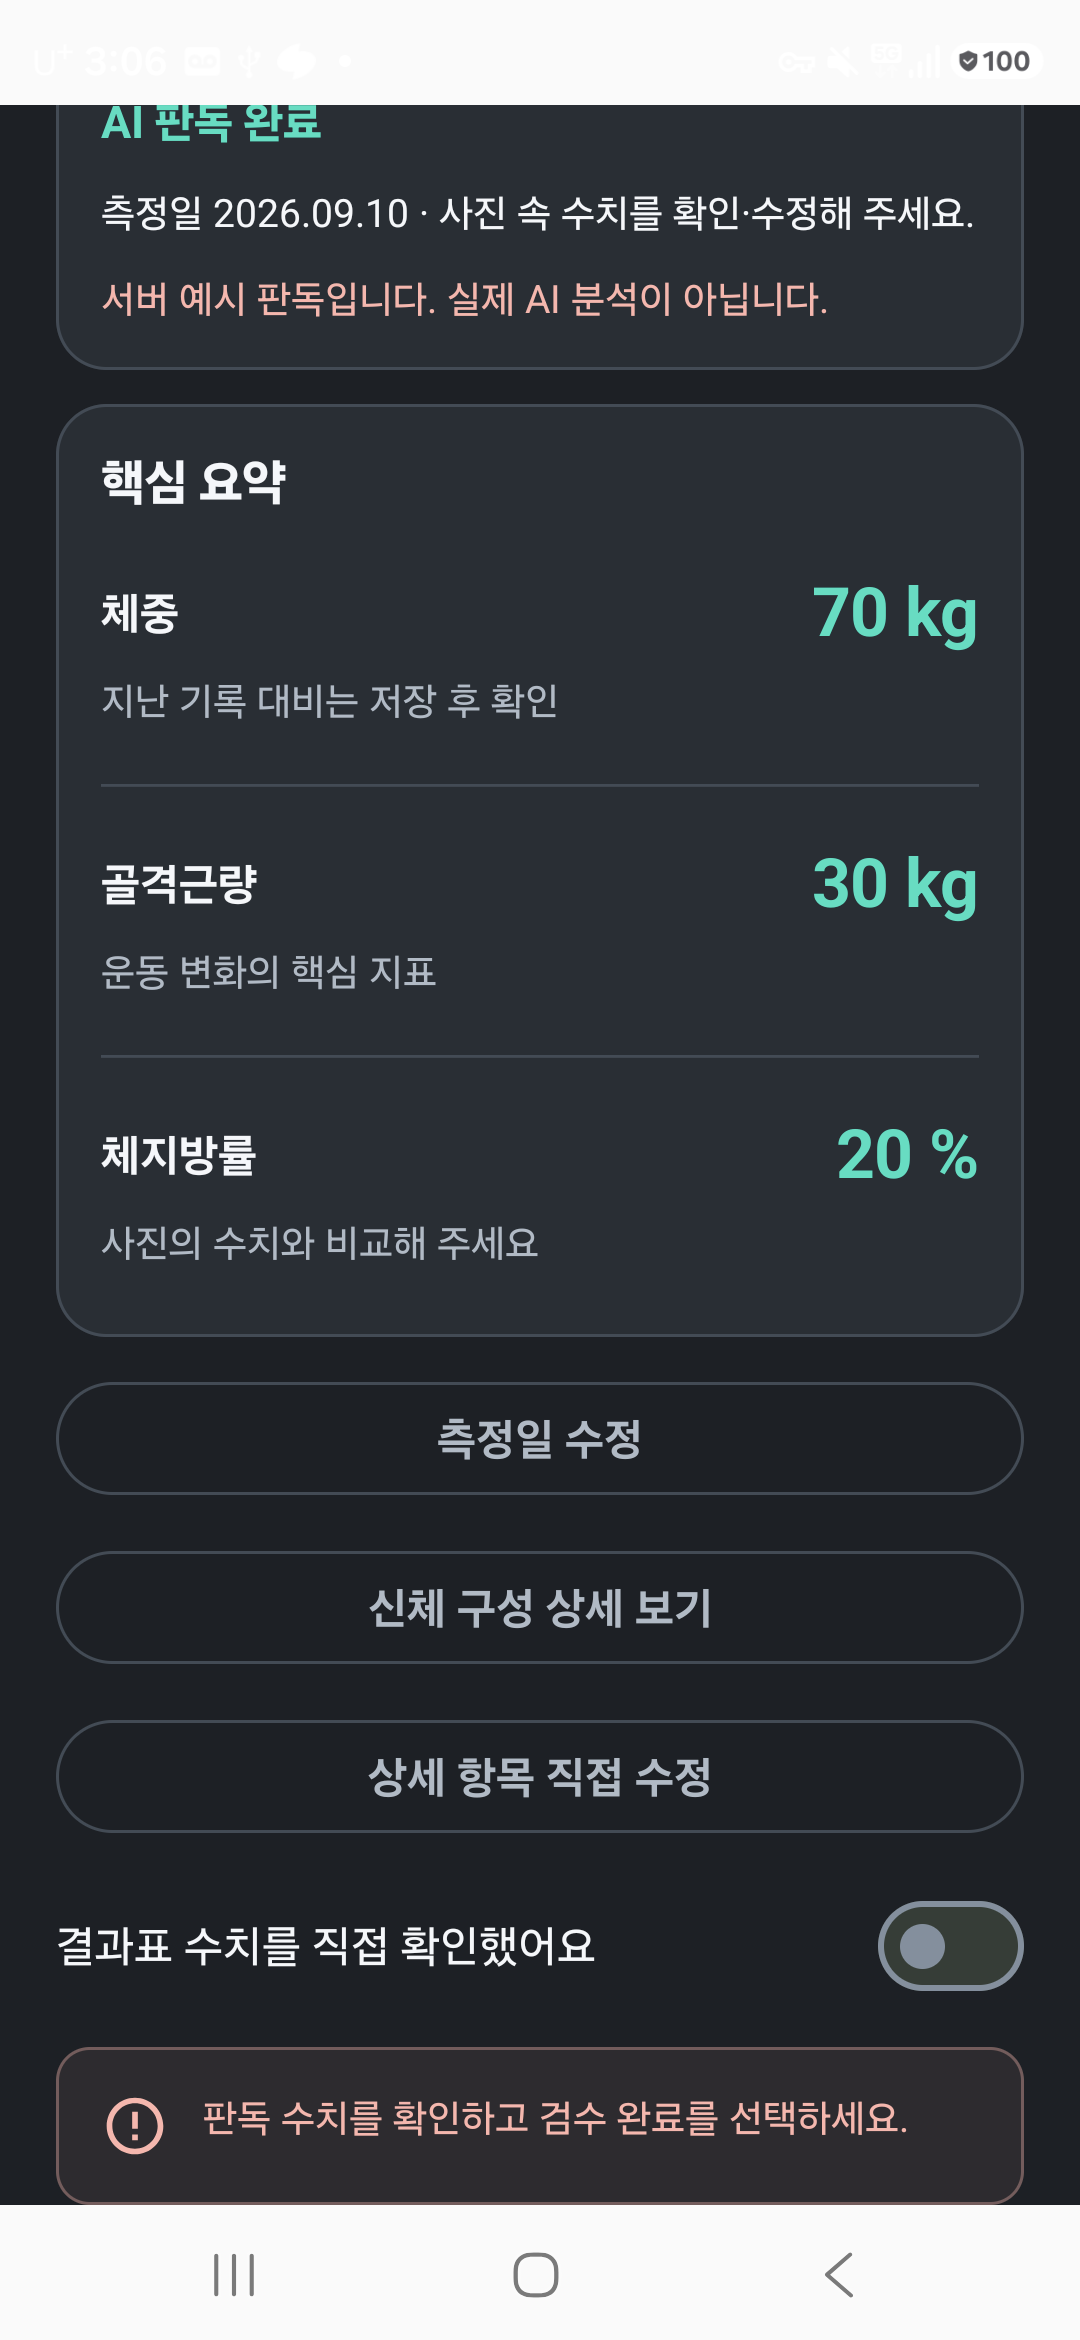 U+ 3:06
5G
100
AI 판독 완료
측정일 2026.09.10 · 사진 속 수치를 확인·수정해 주세요.
서버 예시 판독입니다. 실제 AI 분석이 아닙니다.
핵심 요약
체중
70 kg
지난 기록 대비는 저장 후 확인
골격근량
30 kg
운동 변화의 핵심 지표
체지방률
20 %
사진의 수치와 비교해 주세요
측정일 수정
신체 구성 상세 보기
상세 항목 직접 수정
결과표 수치를 직접 확인했어요
판독 수치를 확인하고 검수 완료를 선택하세요.